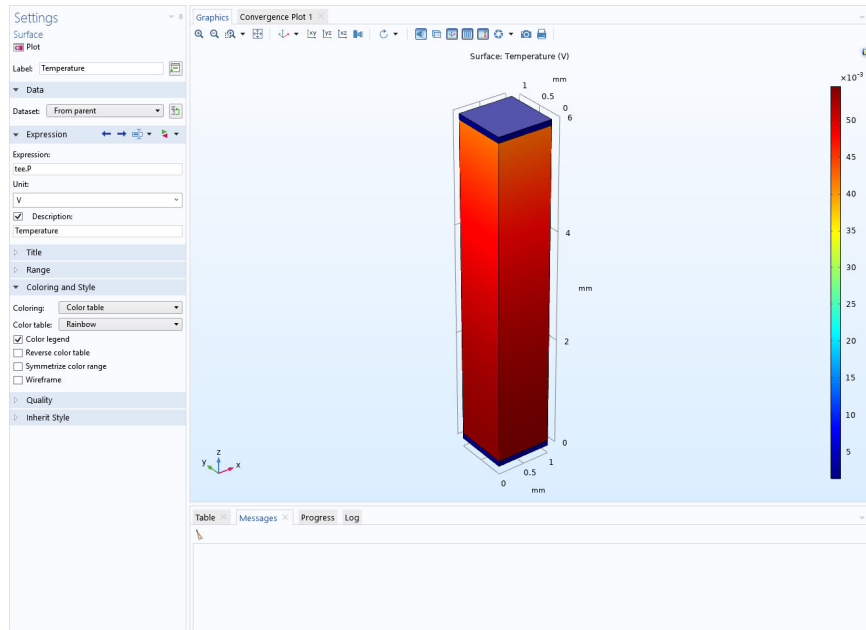 Settings
Surface
Plot
Label: Temperature
Data
Dataset: From parent
Expression
Expression:
tee.P
Unit:
V
Description:
Temperature
Title
Range
Coloring and Style
Coloring: Color table
Color table: Rainbow
Color legend
Reverse color table
Symmetrize color range
Wireframe
Quality
Inherit Style
Graphics Convergence Plot 1
xy yz xz
Surface: Temperature (V)
mm
1
0.5
0
6
4
mm
2
0
1
0.5
0
mm
y z x
×10⁻³
50
45
40
35
30
25
20
15
10
5
Table Messages Progress Log